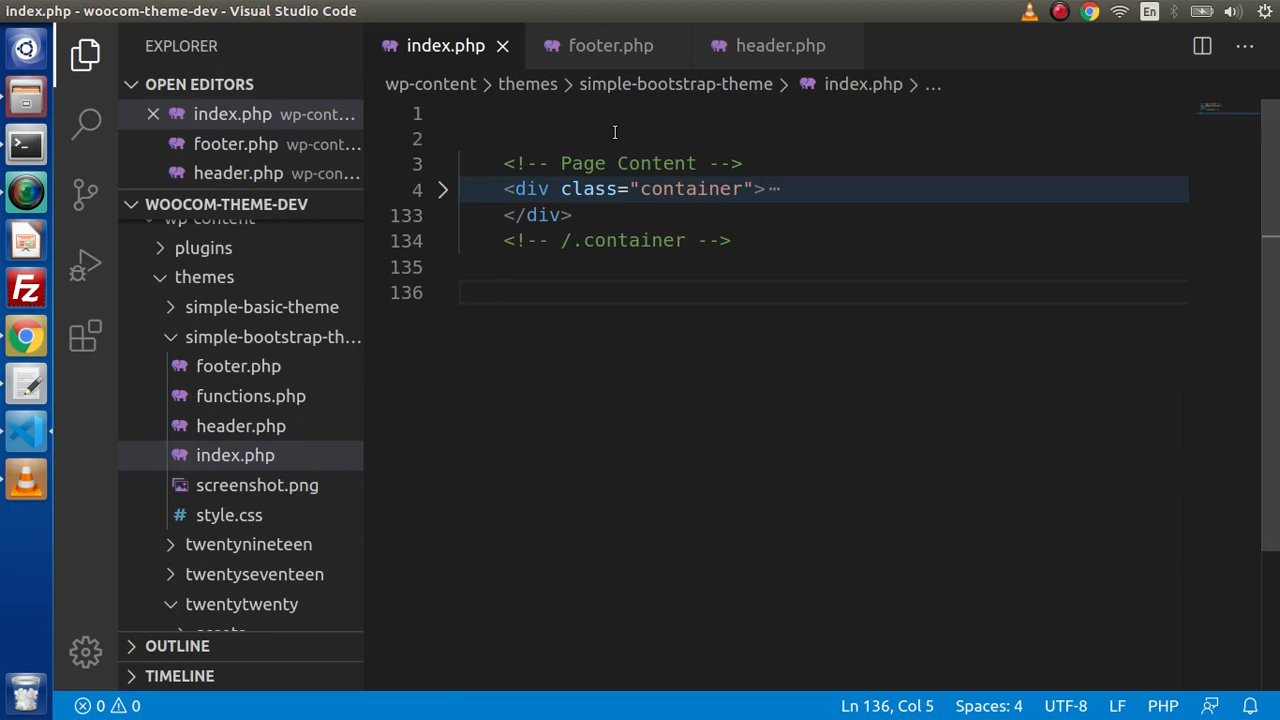 index.php - woocom-theme-dev - Visual Studio Code
En
EXPLORER
OPEN EDITORS
index.php wp-cont...
footer.php wp-cont...
header.php wp-con...
WOOCOM-THEME-DEV
wp-content
plugins
themes
simple-basic-theme
simple-bootstrap-th...
footer.php
functions.php
header.php
index.php
screenshot.png
style.css
twentynineteen
twentyseventeen
twentytwenty
assets
OUTLINE
TIMELINE
index.php
footer.php
header.php
wp-content > themes > simple-bootstrap-theme > index.php > ...
1
2
3 <!-- Page Content -->
4 <div class="container">⋯
133 </div>
134 <!-- /.container -->
135
136
0 0
Ln 136, Col 5 Spaces: 4 UTF-8 LF PHP